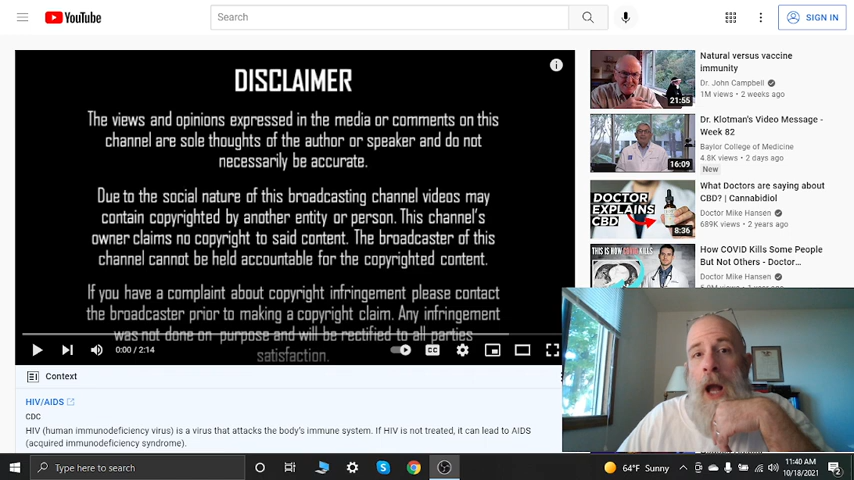 YouTube
Search
SIGN IN
DISCLAIMER
The views and opinions expressed in the media or comments on this
channel are sole thoughts of the author or speaker and do not
necessarily be accurate.
Due to the social nature of this broadcasting channel videos may
contain copyrighted by another entity or person. This channel's
owner claims no copyright to said content. The broadcaster of this
channel cannot be held accountable for the copyrighted content.
If you have a complaint about copyright infringement please contact
the broadcaster prior to making a copyright claim. Any infringement
was not done on purpose and will be rectified to all parties
satisfaction.
0:00 / 2:14
CC
Context
HIV/AIDS
CDC
HIV (human immunodeficiency virus) is a virus that attacks the body's immune system. If HIV is not treated, it can lead to AIDS
(acquired immunodeficiency syndrome).
21:55
Natural versus vaccine
immunity
Dr. John Campbell
1M views • 2 weeks ago
16:09
Dr. Klotman's Video Message -
Week 82
Baylor College of Medicine
4.8K views • 2 days ago
New
DOCTOR
EXPLAINS
CBD
8:36
What Doctors are saying about
CBD? | Cannabidiol
Doctor Mike Hansen
689K views • 2 years ago
THIS IS HOW COVID KILLS
How COVID Kills Some People
But Not Others - Doctor...
Doctor Mike Hansen
Type here to search
64°F Sunny
11:40 AM
10/18/2021
2